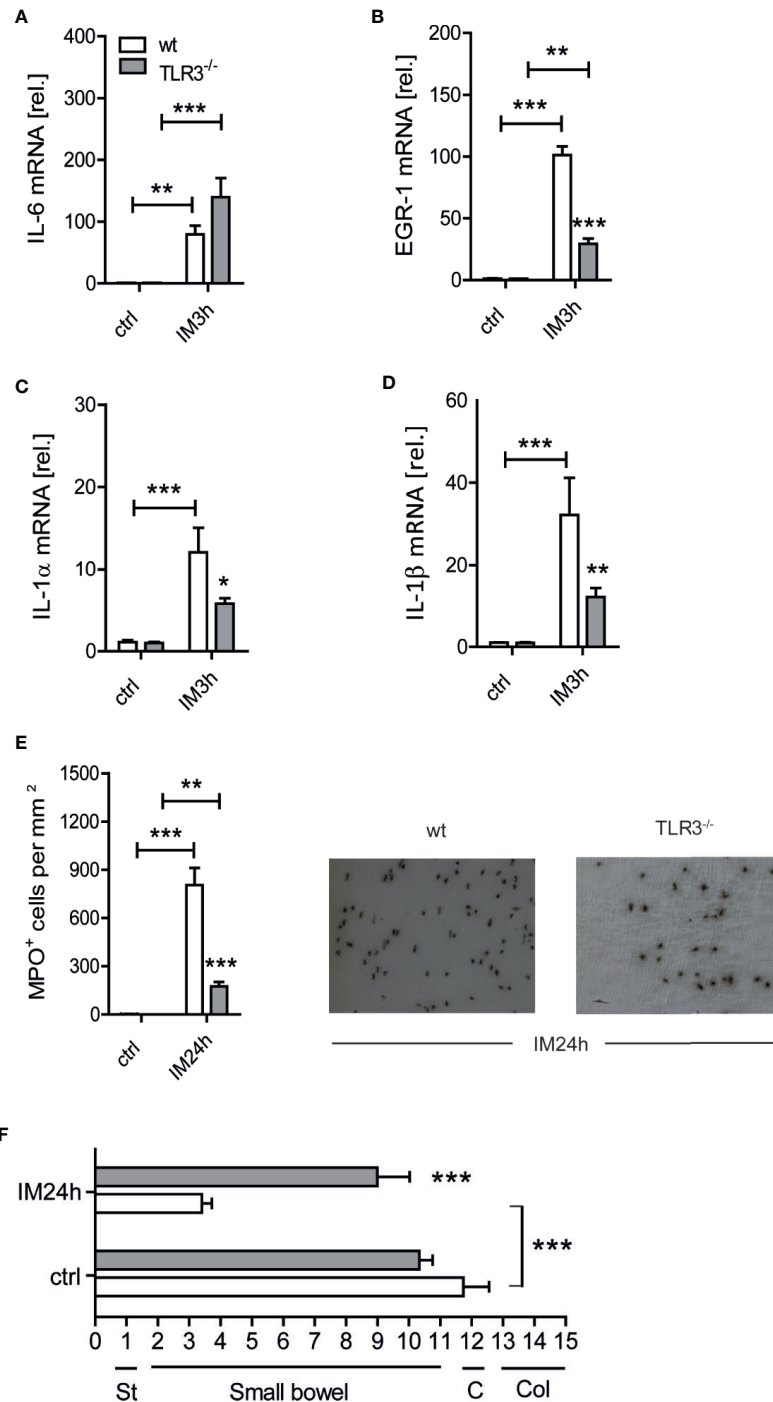 A
IL-6 mRNA [rel.]
400
300
200
100
0
wt
TLR3-/-
**
***
ctrl
IM3h
B
EGR-1 mRNA [rel.]
200
150
100
50
0
***
**
***
ctrl
IM3h
C
IL-1α mRNA [rel.]
30
20
10
0
***
*
ctrl
IM3h
D
IL-1β mRNA [rel.]
60
40
20
0
***
**
ctrl
IM3h
E
MPO+ cells per mm 2
1500
1200
900
600
300
0
**
***
***
ctrl
IM24h
wt
TLR3-/-
IM24h
F
IM24h
***
***
ctrl
0 1 2 3 4 5 6 7 8 9 10 11 12 13 14 15
St Small bowel C Col